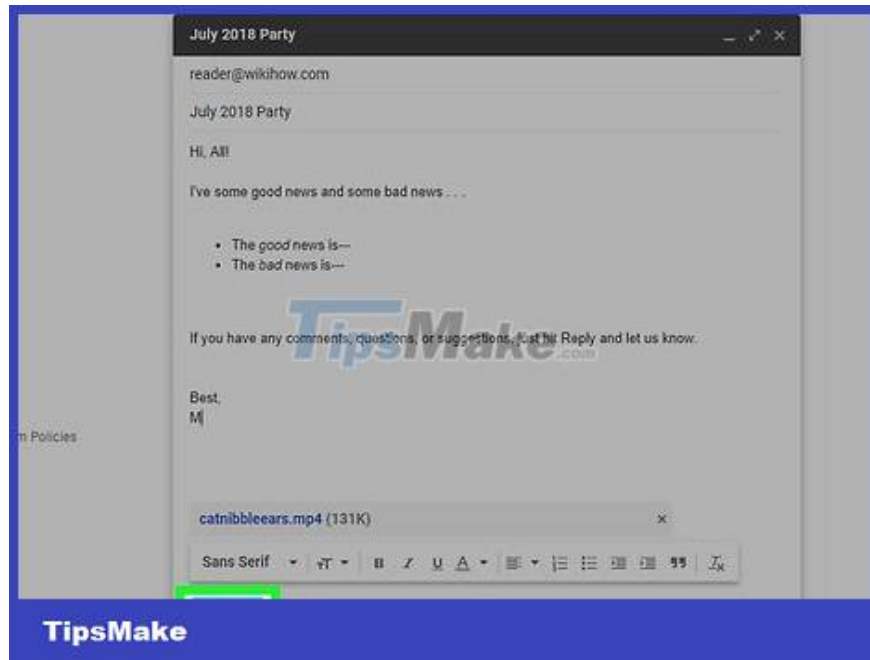 July 2018 Party
reader@wikihow.com
July 2018 Party
Hi, All!
I've some good news and some bad news . . .
• The good news is---
• The bad news is---
TipsMake.com
If you have any comments, questions, or suggestions, just hit Reply and let us know.
Best,
M
m Policies
catnibbleears.mp4 (131K)
Sans Serif
TipsMake